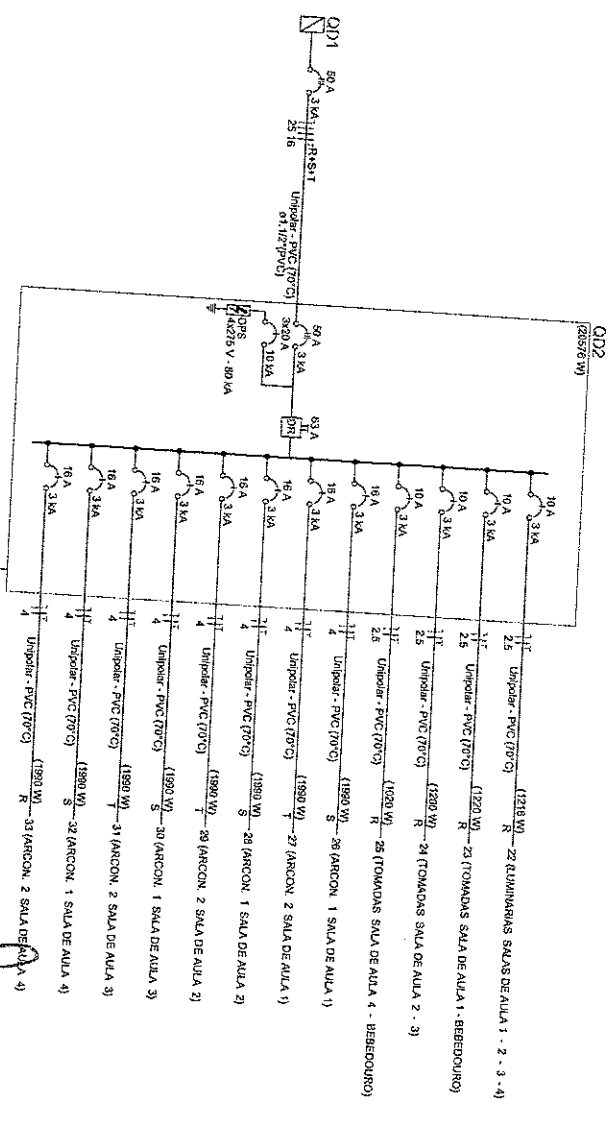 QD1
50 A
3 kA
R+S+T
25 16
Unipolar - PVC (70°C)
ø1.1/2"(PVC)
QD2
(20576 W)
50 A
3 kA
3x20 A
10 kA
DPS
4x275 V - 80 kA
63 A
DR
10 A
3 kA
T
2.5
Unipolar - PVC (70°C)
(1216 W)
22 (LUMINARIAS SALAS DE AULA 1 - 2 - 3 - 4)
10 A
3 kA
T
2.5
Unipolar - PVC (70°C)
(1220 W)
R
23 (TOMADAS SALA DE AULA 1 - BEBEDOURO)
10 A
3 kA
T
2.5
Unipolar - PVC (70°C)
(1200 W)
R
24 (TOMADAS SALA DE AULA 2 - 3)
10 A
3 kA
T
2.5
Unipolar - PVC (70°C)
(1020 W)
R
25 (TOMADAS SALA DE AULA 4 - BEBEDOURO)
16 A
3 kA
T
4
Unipolar - PVC (70°C)
(1990 W)
S
26 (ARCON. 1 SALA DE AULA 1)
16 A
3 kA
T
4
Unipolar - PVC (70°C)
(1990 W)
T
27 (ARCON. 2 SALA DE AULA 1)
16 A
3 kA
T
4
Unipolar - PVC (70°C)
(1990 W)
S
28 (ARCON. 1 SALA DE AULA 2)
16 A
3 kA
T
4
Unipolar - PVC (70°C)
(1990 W)
T
29 (ARCON. 2 SALA DE AULA 2)
16 A
3 kA
T
4
Unipolar - PVC (70°C)
(1990 W)
S
30 (ARCON. 1 SALA DE AULA 3)
16 A
3 kA
T
4
Unipolar - PVC (70°C)
(1990 W)
T
31 (ARCON. 2 SALA DE AULA 3)
16 A
3 kA
T
4
Unipolar - PVC (70°C)
(1990 W)
S
32 (ARCON. 1 SALA DE AULA 4)
16 A
3 kA
T
4
Unipolar - PVC (70°C)
(1990 W)
R
33 (ARCON. 2 SALA DE AULA 4)